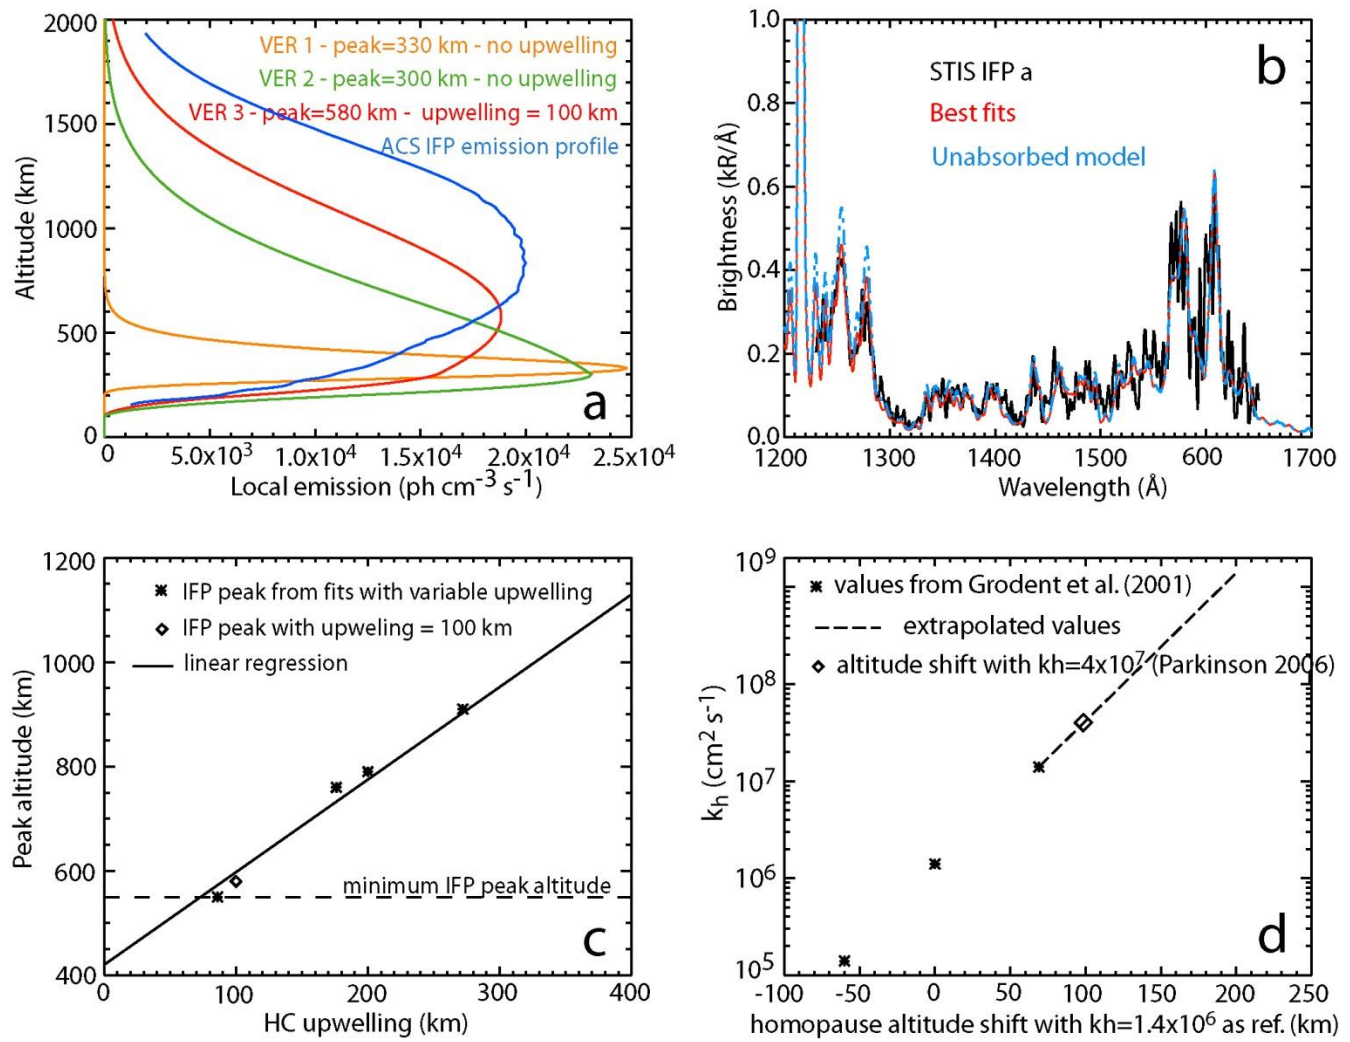 2000
1500
1000
500
0
Altitude (km)
VER 1 - peak=330 km - no upwelling
VER 2 - peak=300 km - no upwelling
VER 3 - peak=580 km - upwelling = 100 km
ACS IFP emission profile
a
0 5.0x10³ 1.0x10⁴ 1.5x10⁴ 2.0x10⁴ 2.5x10⁴
Local emission (ph cm⁻³ s⁻¹)
1.0
0.8
0.6
0.4
0.2
0.0
Brightness (kR/Å)
b
STIS IFP a
Best fits
Unabsorbed model
1200 1300 1400 1500 600 1700
Wavelength (Å)
1200
1000
800
600
400
Peak altitude (km)
IFP peak from fits with variable upwelling
IFP peak with upweling = 100 km
linear regression
minimum IFP peak altitude
c
0 100 200 300 400
HC upwelling (km)
10⁹
10⁸
10⁷
10⁶
10⁵
kₕ (cm² s⁻¹)
values from Grodent et al. (2001)
extrapolated values
altitude shift with kh=4x10⁷ (Parkinson 2006)
d
-100 -50 0 50 100 150 200 250
homopause altitude shift with kh=1.4x10⁶ as ref. (km)